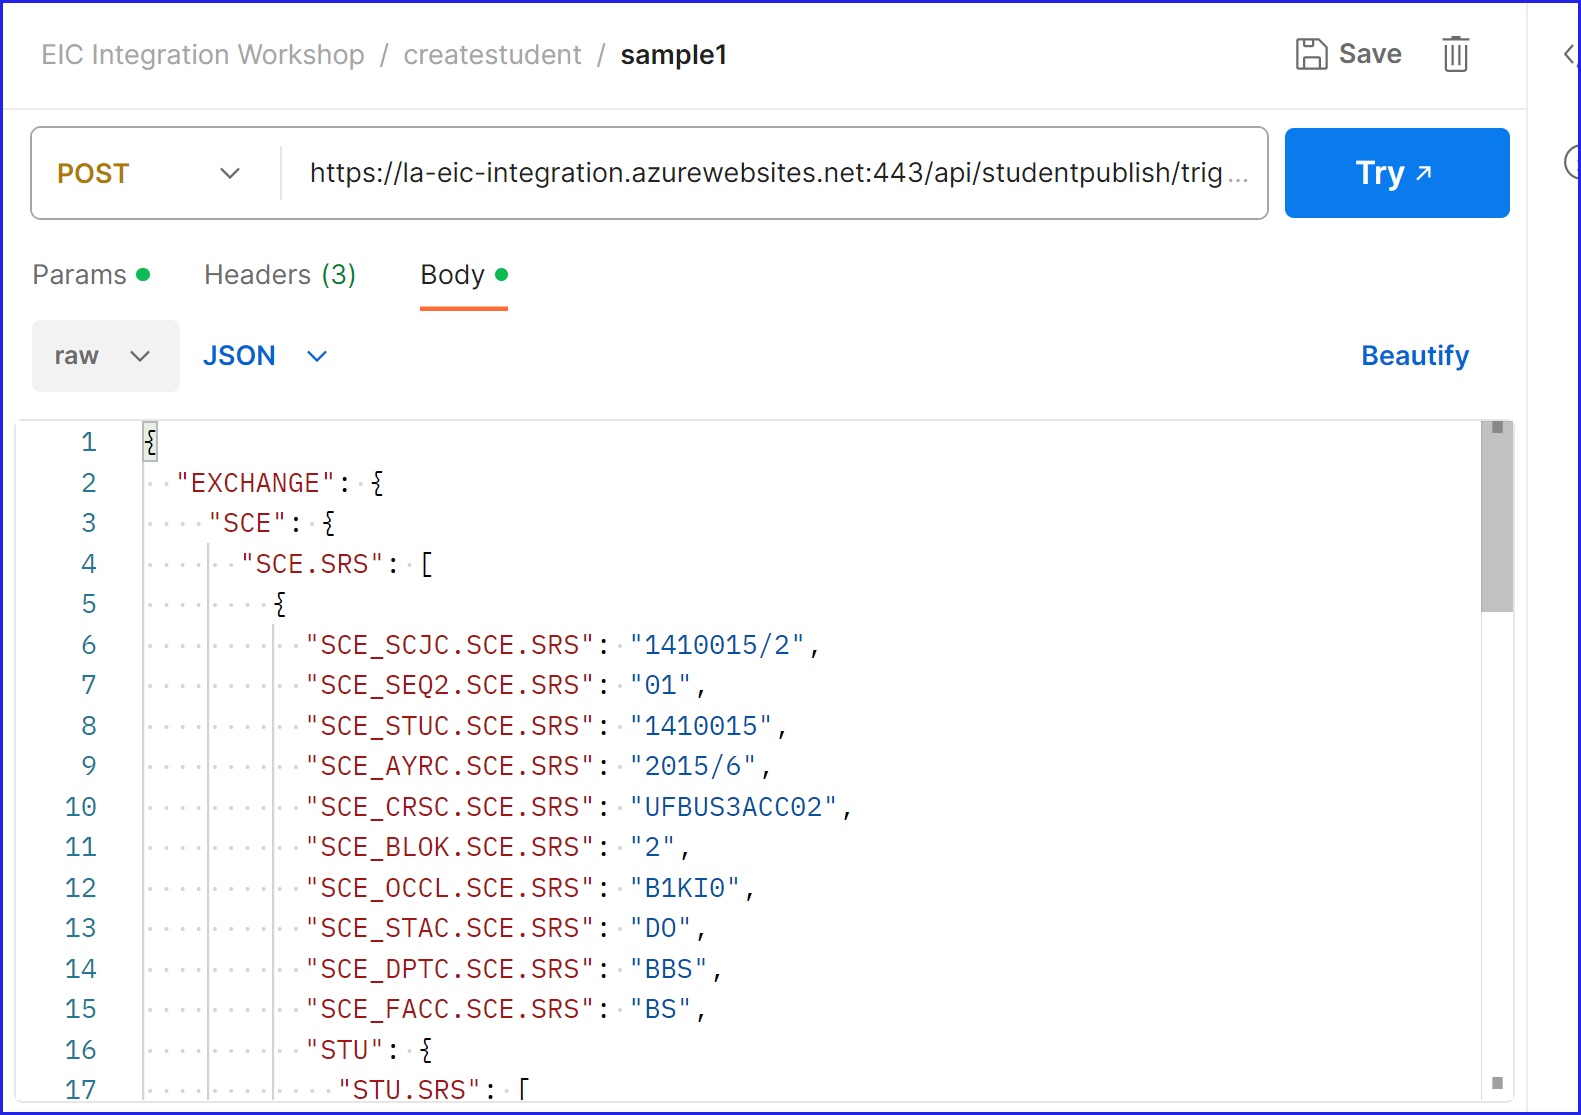 EIC Integration Workshop / createstudent / sample1
Save
POST
https://la-eic-integration.azurewebsites.net:443/api/studentpublish/trig...
Try ↗
Params
Headers (3)
Body
raw
JSON
Beautify
1 {
2 "EXCHANGE": {
3 "SCE": {
4 "SCE.SRS": [
5 {
6 "SCE_SCJC.SCE.SRS": "1410015/2",
7 "SCE_SEQ2.SCE.SRS": "01",
8 "SCE_STUC.SCE.SRS": "1410015",
9 "SCE_AYRC.SCE.SRS": "2015/6",
10 "SCE_CRSC.SCE.SRS": "UFBUS3ACC02",
11 "SCE_BLOK.SCE.SRS": "2",
12 "SCE_OCCL.SCE.SRS": "B1KI0",
13 "SCE_STAC.SCE.SRS": "DO",
14 "SCE_DPTC.SCE.SRS": "BBS",
15 "SCE_FACC.SCE.SRS": "BS",
16 "STU": {
17 "STU.SRS": [